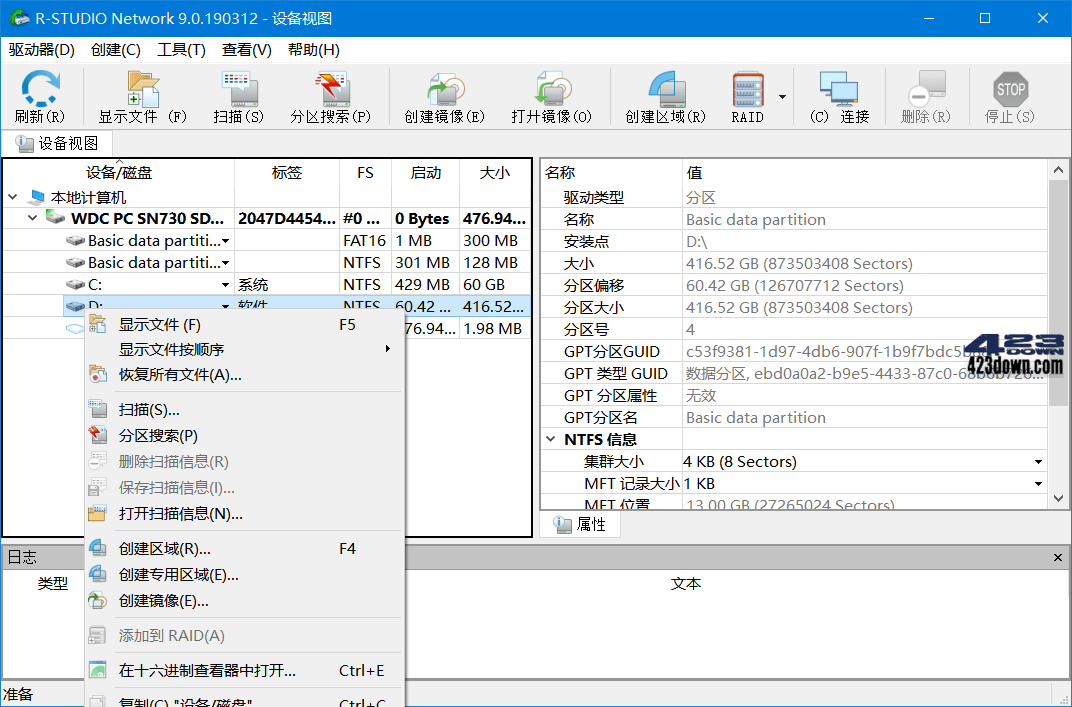 R-STUDIO Network 9.0.190312 - 设备视图
驱动器(D) 创建(C) 工具(T) 查看(V) 帮助(H)
刷新(R) 显示文件 (F) 扫描(S) 分区搜索(P) 创建镜像(E) 打开镜像(O) 创建区域(R) RAID (C) 连接 删除(R) STOP 停止(S)
设备视图
设备/磁盘 标签 FS 启动 大小
本地计算机
WDC PC SN730 SD... 2047D4454... #0 ... 0 Bytes 476.94...
Basic data partiti... FAT16 1 MB 300 MB
Basic data partiti... NTFS 301 MB 128 MB
C: 系统 NTFS 429 MB 60 GB
D: 软件 NTFS 60.42 ... 416.52...
76.94... 1.98 MB
显示文件 (F) F5
显示文件按顺序
恢复所有文件(A)...
扫描(S)...
分区搜索(P)
删除扫描信息(R)
保存扫描信息(I)...
打开扫描信息(N)...
创建区域(R)... F4
创建专用区域(E)...
创建镜像(E)...
添加到 RAID(A)
在十六进制查看器中打开... Ctrl+E
复制(C) "设备/磁盘" Ctrl+C
名称 值
驱动类型 分区
名称 Basic data partition
安装点 D:\
大小 416.52 GB (873503408 Sectors)
分区偏移 60.42 GB (126707712 Sectors)
分区大小 416.52 GB (873503408 Sectors)
分区号 4
GPT分区GUID c53f9381-1d97-4db6-907f-1b9f7bdc5b
GPT 类型 GUID 数据分区, ebd0a0a2-b9e5-4433-87c0-68b6b726...
GPT 分区属性 无效
GPT分区名 Basic data partition
NTFS 信息
集群大小 4 KB (8 Sectors)
MFT 记录大小 1 KB
MFT 位置 13.00 GB (27265024 Sectors)
423DOWN
423down.com
属性
日志
类型 文本
准备